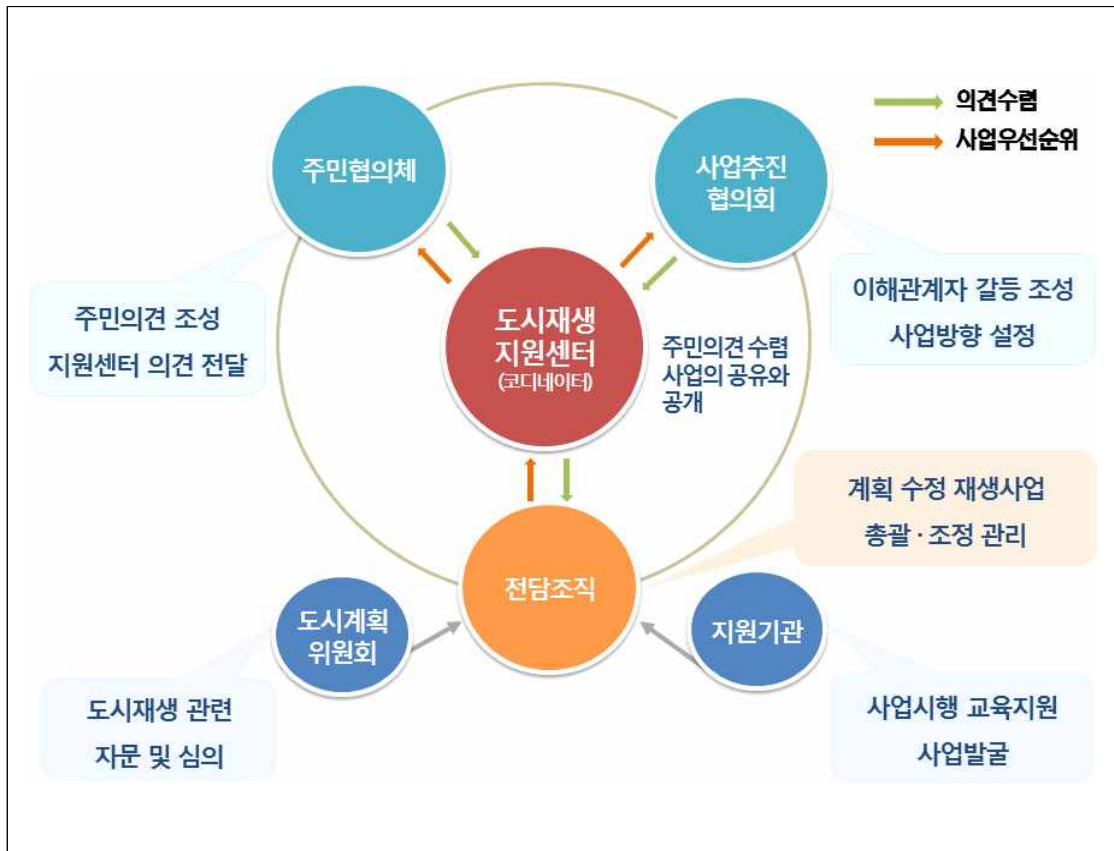 의견수렴
사업우선순위
주민협의체
사업추진
협의회
주민의견 조성
지원센터 의견 전달
도시재생
지원센터
(코디네이터)
이해관계자 갈등 조성
사업방향 설정
주민의견 수렴
사업의 공유와
공개
계획 수정 재생사업
총괄·조정 관리
전담조직
도시계획
위원회
지원기관
도시재생 관련
자문 및 심의
사업시행 교육지원
사업발굴